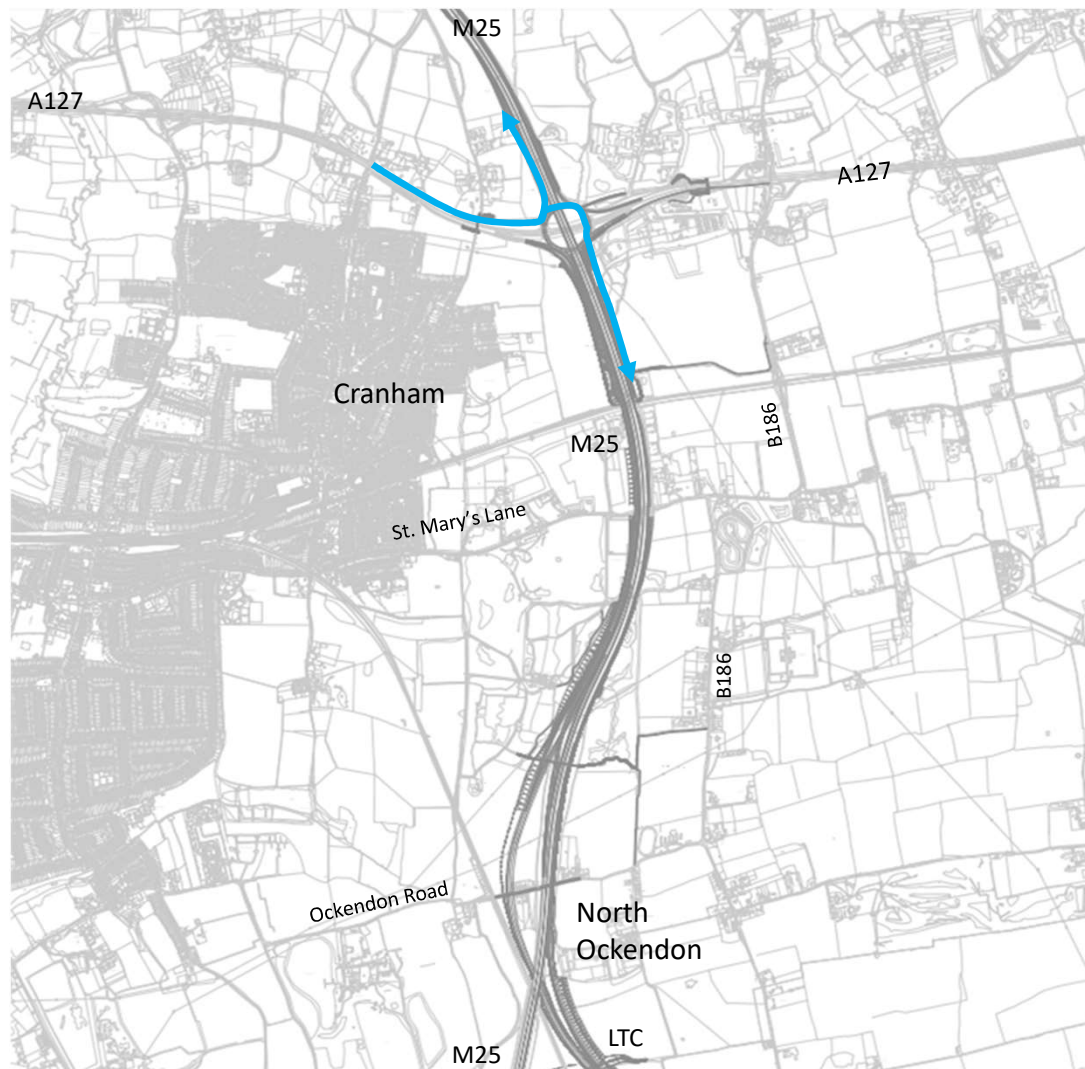 M25
A127
A127
Cranham
B186
M25
St. Mary's Lane
B186
Ockendon Road
North
Ockendon
LTC
M25